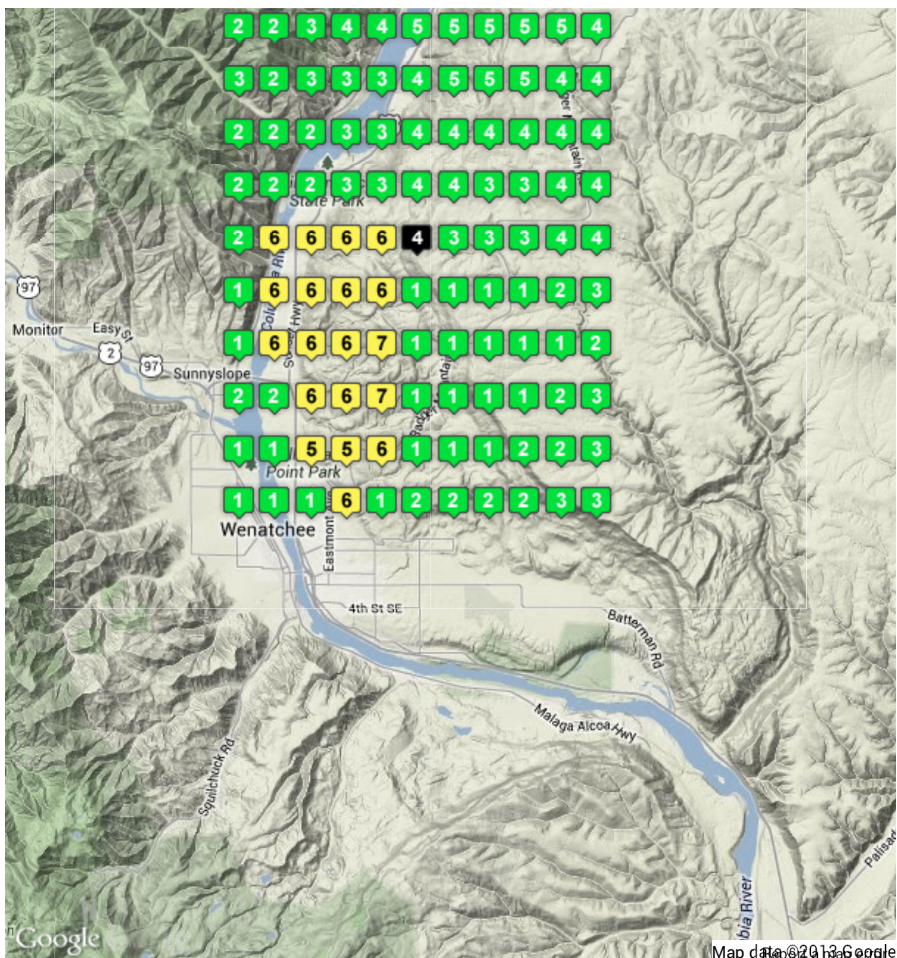 2 2 3 4 4 5 5 5 5 5 4
3 2 3 3 3 4 5 5 5 4 4
2 2 2 3 3 4 4 4 4 4 4
2 2 2 3 3 4 4 3 3 4 4
State Park
2 6 6 6 6 4 3 3 3 4 4
97
1 6 6 6 6 1 1 1 1 2 3
Hwy
Monitor
Easy St
1 6 6 6 7 1 1 1 1 1 2
2
97
Sunnyslope
2 2 6 6 7 1 1 1 1 2 3
1 1 5 5 6 1 1 1 2 2 3
Point Park
1 1 1 6 1 2 2 2 2 3 3
Wenatchee
Eastmont
4th St SE
Batterman Rd
Malaga Alcoa Hwy
Squilchuck Rd
Palisad
bia River
Google
Map data ©2013 Google
Report a map error